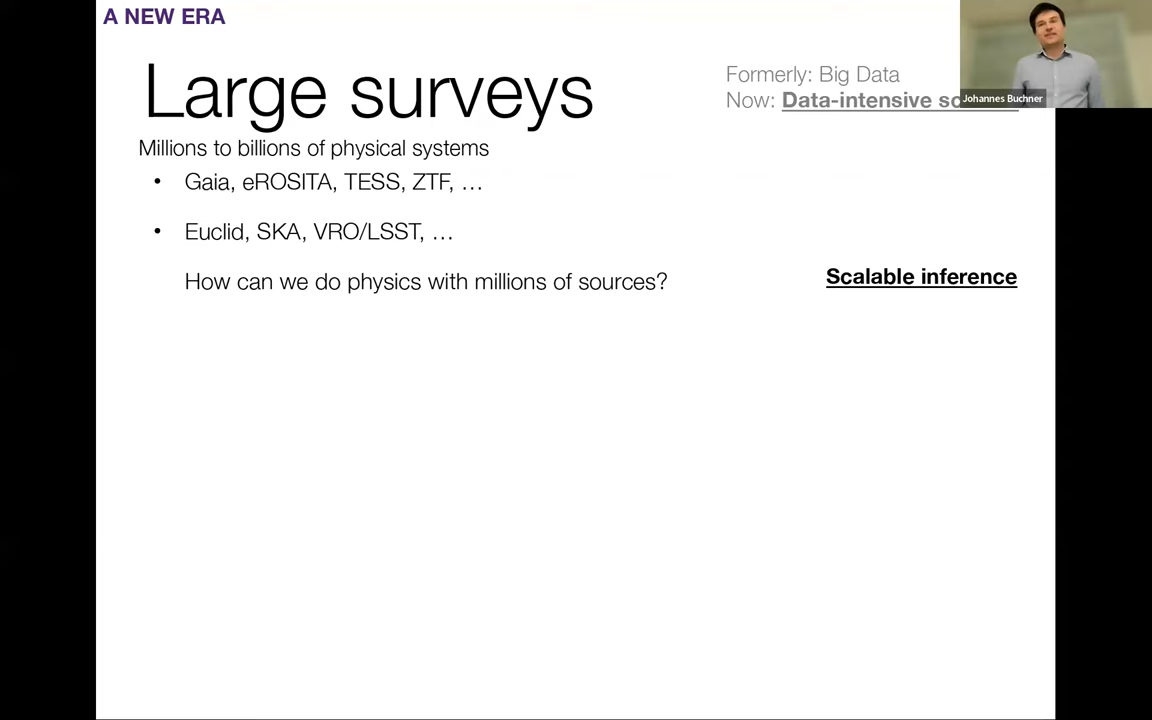 A NEW ERA
Large surveys
Formerly: Big Data
Now: Data-intensive
Johannes Buchner
Millions to billions of physical systems
• Gaia, eROSITA, TESS, ZTF, …
• Euclid, SKA, VRO/LSST, …
How can we do physics with millions of sources?
Scalable inference